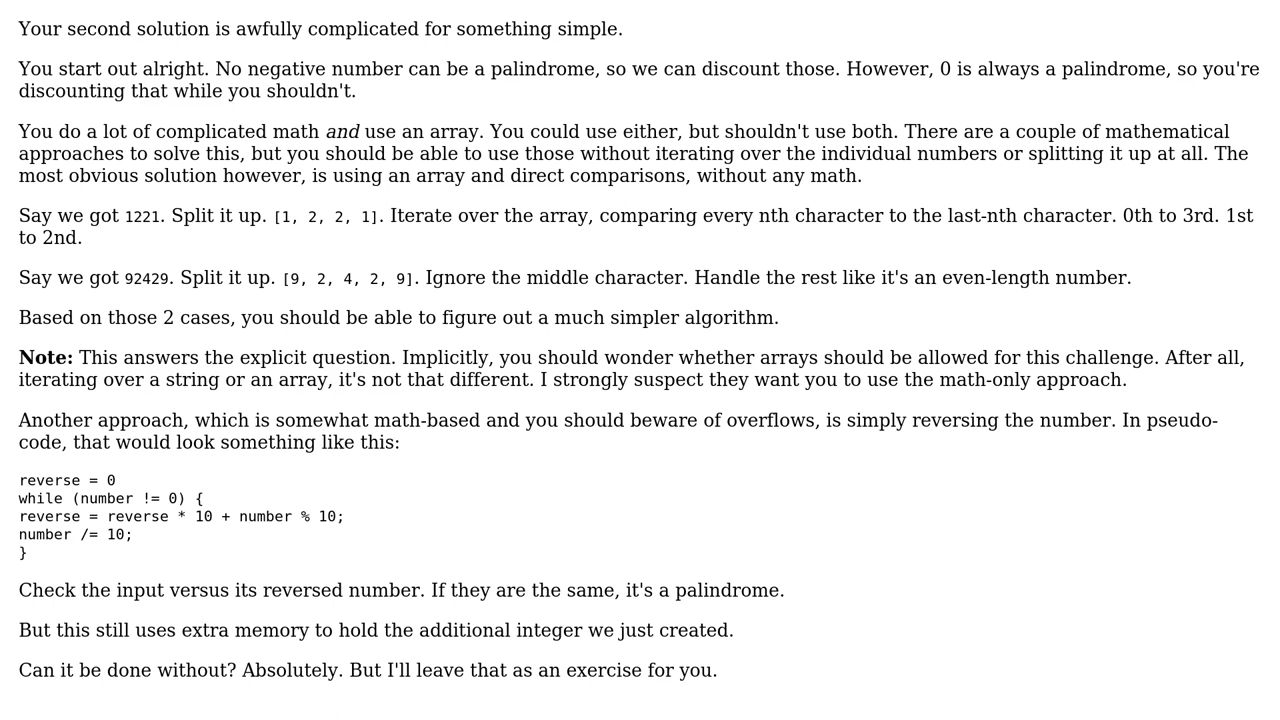 Your second solution is awfully complicated for something simple.
You start out alright. No negative number can be a palindrome, so we can discount those. However, 0 is always a palindrome, so you're
discounting that while you shouldn't.
You do a lot of complicated math and use an array. You could use either, but shouldn't use both. There are a couple of mathematical
approaches to solve this, but you should be able to use those without iterating over the individual numbers or splitting it up at all. The
most obvious solution however, is using an array and direct comparisons, without any math.
Say we got 1221. Split it up. [1, 2, 2, 1]. Iterate over the array, comparing every nth character to the last-nth character. 0th to 3rd. 1st
to 2nd.
Say we got 92429. Split it up. [9, 2, 4, 2, 9]. Ignore the middle character. Handle the rest like it's an even-length number.
Based on those 2 cases, you should be able to figure out a much simpler algorithm.
Note: This answers the explicit question. Implicitly, you should wonder whether arrays should be allowed for this challenge. After all,
iterating over a string or an array, it's not that different. I strongly suspect they want you to use the math-only approach.
Another approach, which is somewhat math-based and you should beware of overflows, is simply reversing the number. In pseudo-
code, that would look something like this:
reverse = 0
while (number != 0) {
reverse = reverse * 10 + number % 10;
number /= 10;
}
Check the input versus its reversed number. If they are the same, it's a palindrome.
But this still uses extra memory to hold the additional integer we just created.
Can it be done without? Absolutely. But I'll leave that as an exercise for you.